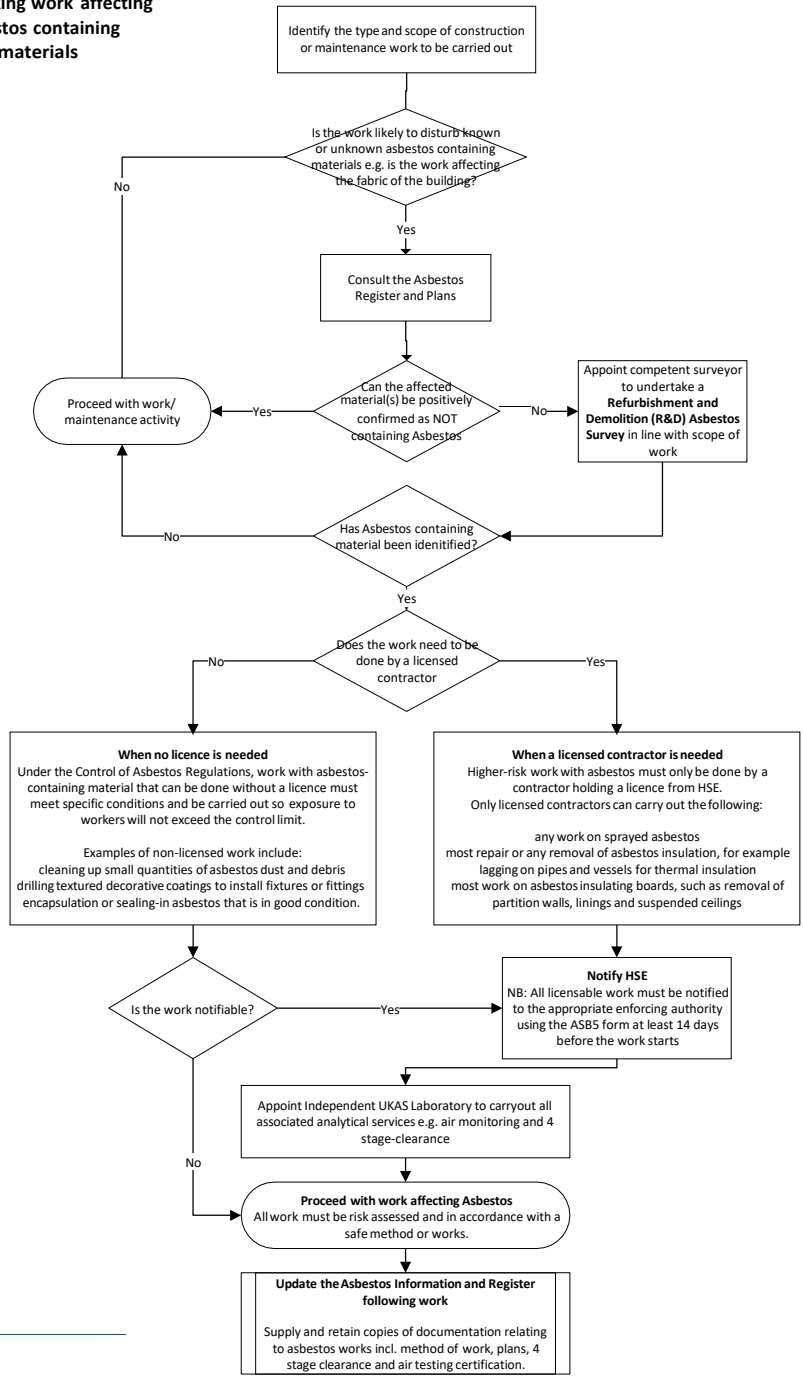 king work affecting
stos containing
materials
Identify the type and scope of construction
or maintenance work to be carried out
Is the work likely to disturb known
or unknown asbestos containing
materials e.g. is the work affecting
the fabric of the building?
No
Yes
Consult the Asbestos
Register and Plans
Can the affected
material(s) be positively
confirmed as NOT
containing Asbestos
Yes
No
Proceed with work/
maintenance activity
Appoint competent surveyor
to undertake a
Refurbishment and
Demolition (R&D) Asbestos
Survey in line with scope of
work
Has Asbestos containing
material been idenitified?
No
Yes
Does the work need to be
done by a licensed
contractor
No
Yes
When no licence is needed
Under the Control of Asbestos Regulations, work with asbestos-
containing material that can be done without a licence must
meet specific conditions and be carried out so exposure to
workers will not exceed the control limit.
Examples of non-licensed work include:
cleaning up small quantities of asbestos dust and debris
drilling textured decorative coatings to install fixtures or fittings
encapsulation or sealing-in asbestos that is in good condition.
When a licensed contractor is needed
Higher-risk work with asbestos must only be done by a
contractor holding a licence from HSE.
Only licensed contractors can carry out the following:
any work on sprayed asbestos
most repair or any removal of asbestos insulation, for example
lagging on pipes and vessels for thermal insulation
most work on asbestos insulating boards, such as removal of
partition walls, linings and suspended ceilings
Is the work notifiable?
Yes
No
Notify HSE
NB: All licensable work must be notified
to the appropriate enforcing authority
using the ASB5 form at least 14 days
before the work starts
Appoint Independent UKAS Laboratory to carryout all
associated analytical services e.g. air monitoring and 4
stage-clearance
Proceed with work affecting Asbestos
All work must be risk assessed and in accordance with a
safe method or works.
Update the Asbestos Information and Register
following work
Supply and retain copies of documentation relating
to asbestos works incl. method of work, plans, 4
stage clearance and air testing certification.